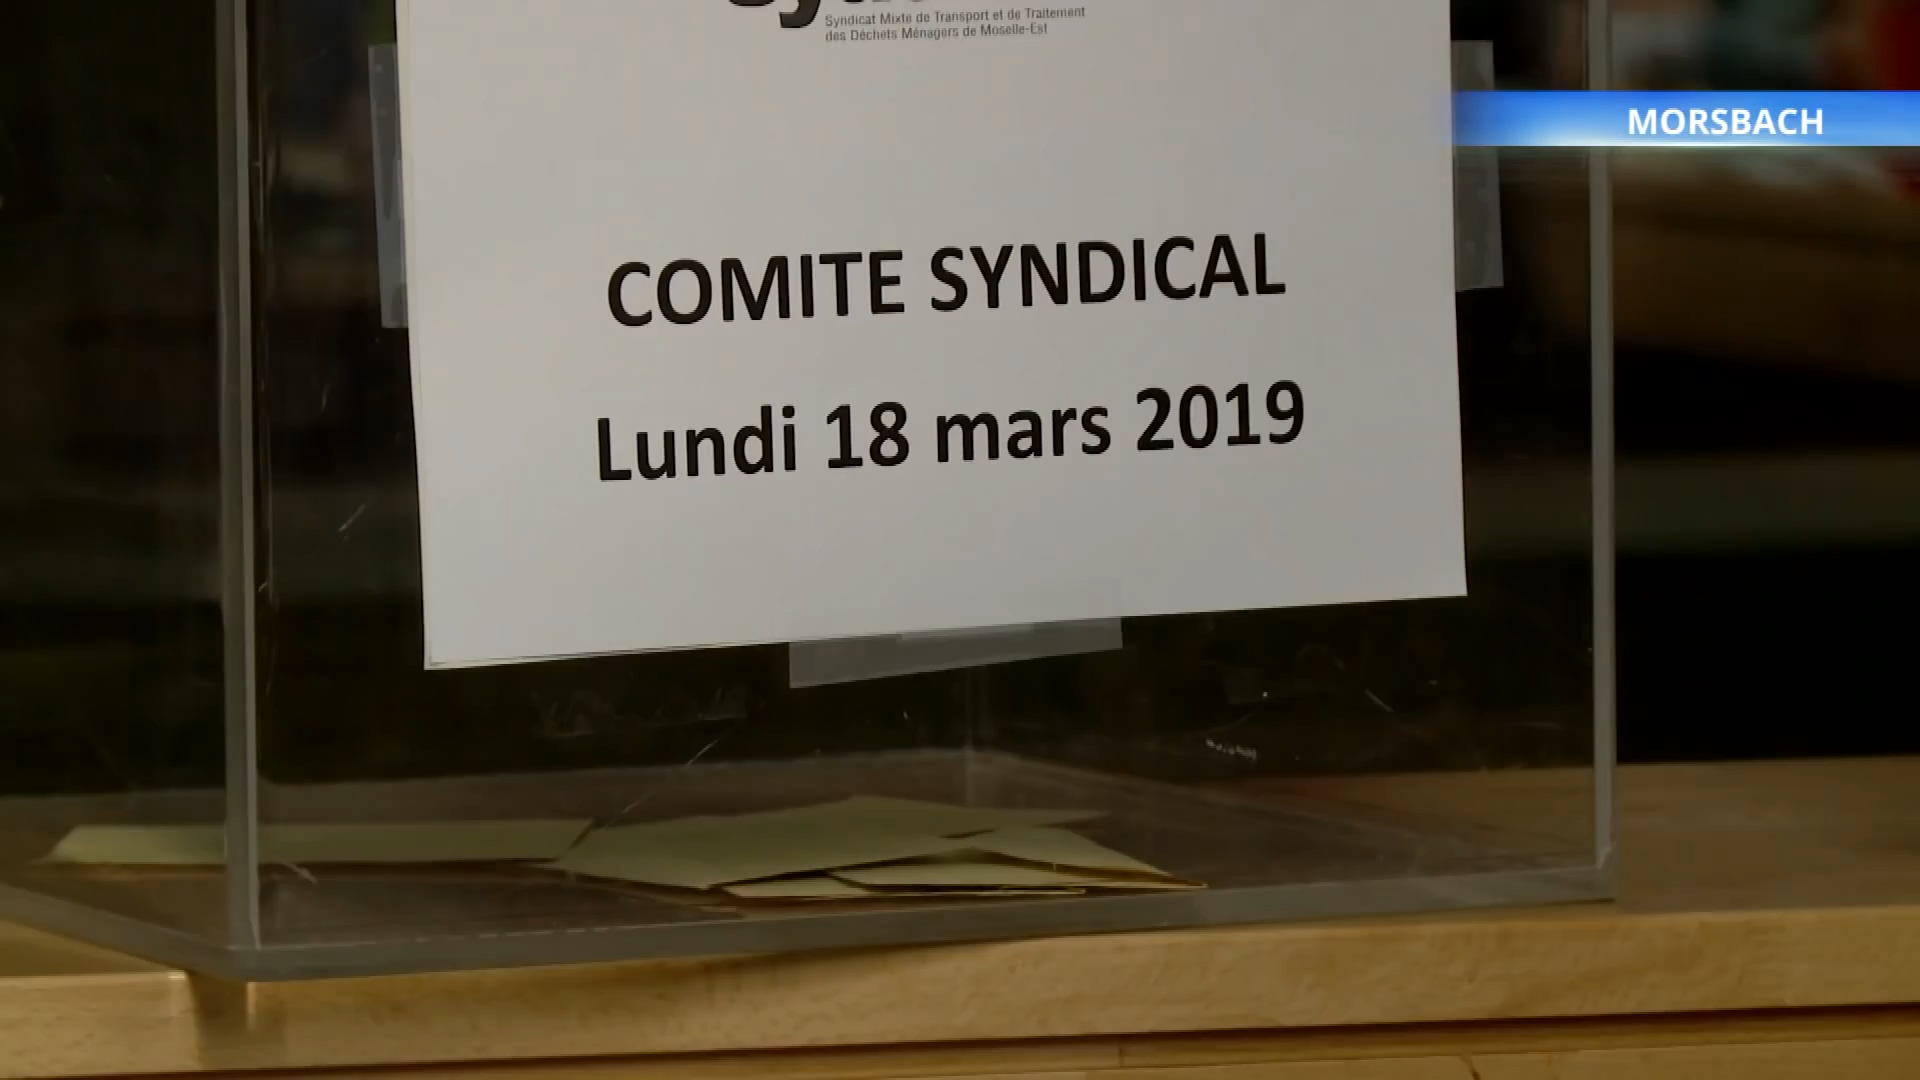 Syndicat Mixte de Transport et de Traitement
des Déchets Ménagers de Moselle-Est
MORSBACH
COMITE SYNDICAL
Lundi 18 mars 2019